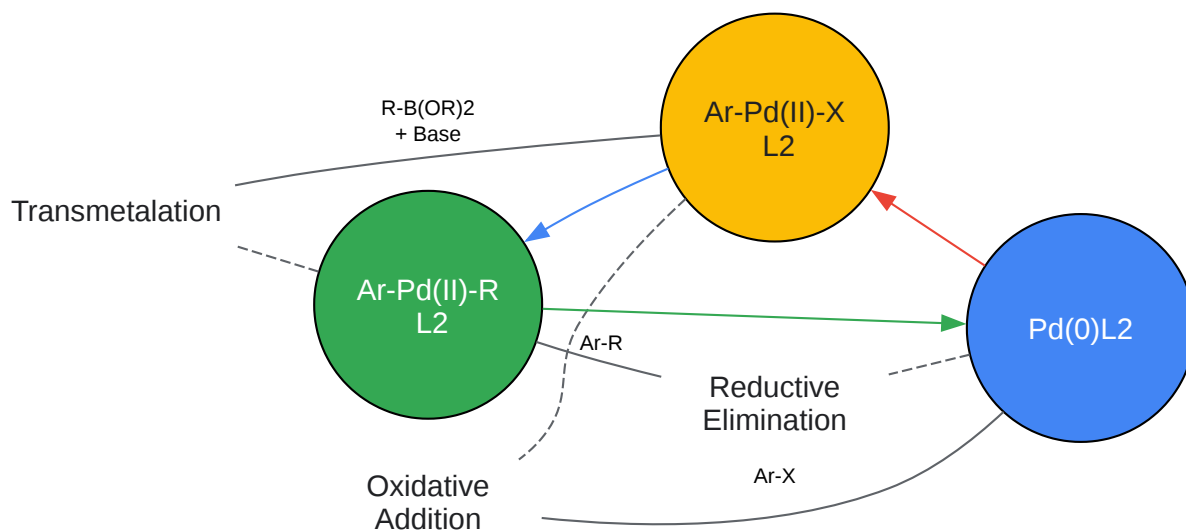 R-B(OR)2
+ Base
Ar-Pd(II)-X
L2
Transmetalation
Ar-Pd(II)-R
L2
Pd(0)L2
Ar-R
Reductive
Elimination
Ar-X
Oxidative
Addition